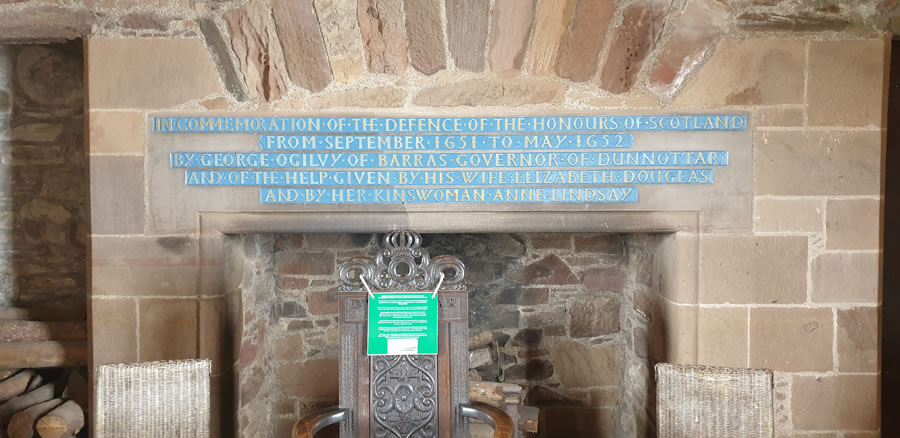 IN·COMMEMORATION·OF·THE·DEFENCE·OF·THE·HONOURS·OF·SCOTLAND
·FROM·SEPTEMBER·1651·TO·MAY·1652·
BY·GEORGE·OGILVY·OF·BARRAS·GOVERNOR·OF·DUNNOTTAR
AND·OF·THE·HELP·GIVEN·BY·HIS·WIFE·ELIZABETH·DOUGLAS
AND·BY·HER·KINSWOMAN·ANNE·LINDSAY